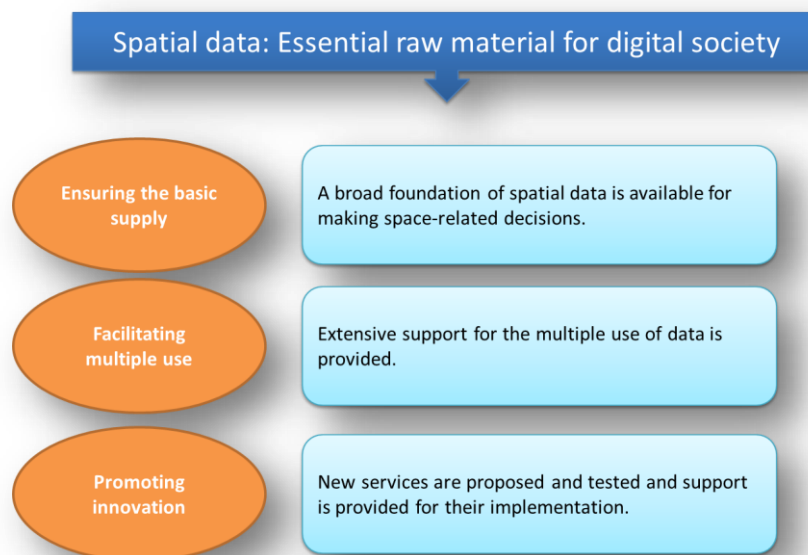 Spatial data: Essential raw material for digital society
Ensuring the basic
supply
A broad foundation of spatial data is available for
making space-related decisions.
Facilitating
multiple use
Extensive support for the multiple use of data is
provided.
Promoting
innovation
New services are proposed and tested and support
is provided for their implementation.